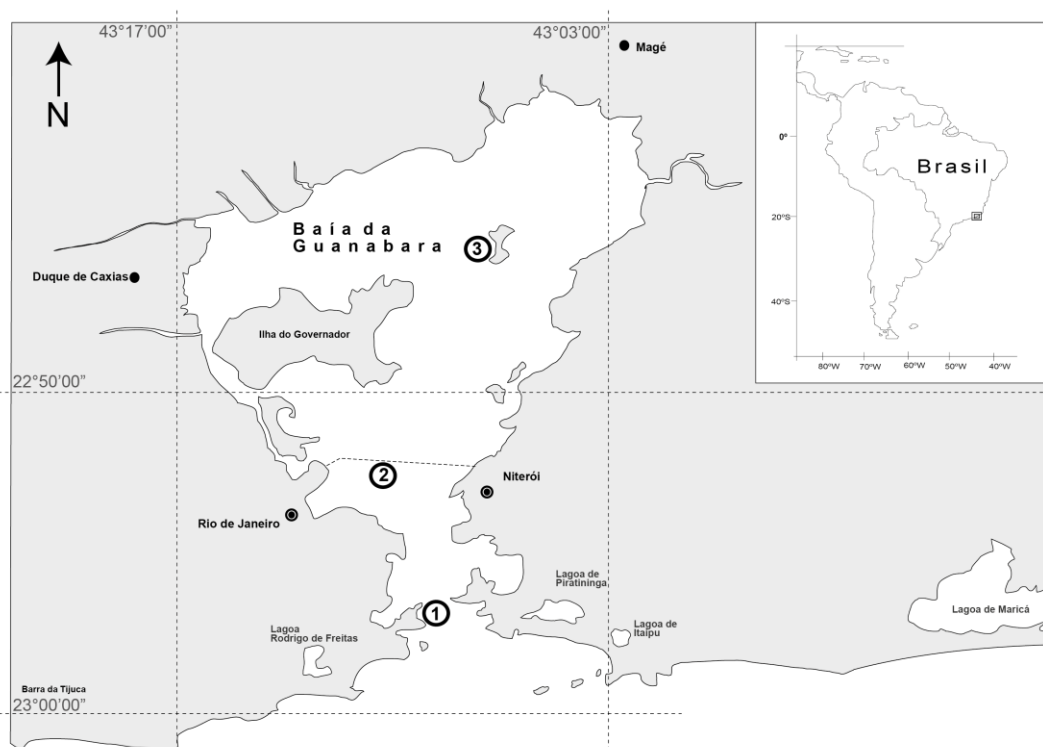 43°17'00"
43°03'00"
Magé
N
0°
Brasil
20°S
40°S
80°W
70°W
60°W
50°W
40°W
Baía da
Guanabara
3
Duque de Caxias
Ilha do Governador
22°50'00"
2
Niterói
Rio de Janeiro
1
Lagoa de
Piratininga
Lagoa de
Itaipu
Lagoa de Maricá
Lagoa
Rodrigo de Freitas
Barra da Tijuca
23°00'00"